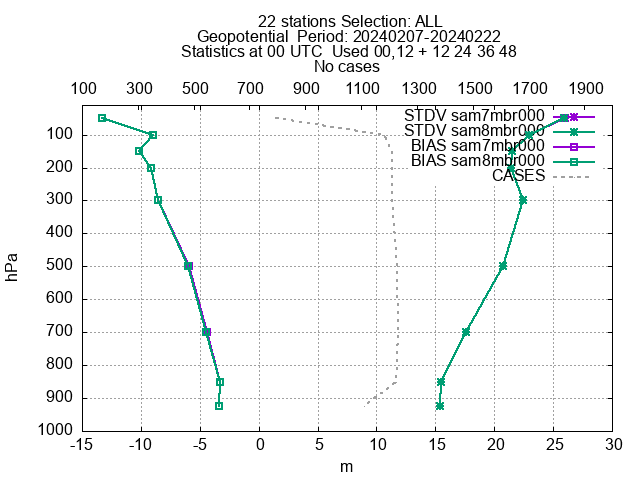 22 stations Selection: ALL
Geopotential  Period: 20240207-20240222
Statistics at 00 UTC  Used 00,12 + 12 24 36 48
No cases
100 300 500 700 900 1100 1300 1500 1700 1900
STDV sam7mbr000
STDV sam8mbr000
BIAS sam7mbr000
BIAS sam8mbr000
CASES
hPa
100
200
300
400
500
600
700
800
900
1000
-15 -10 -5 0 5 10 15 20 25 30
m